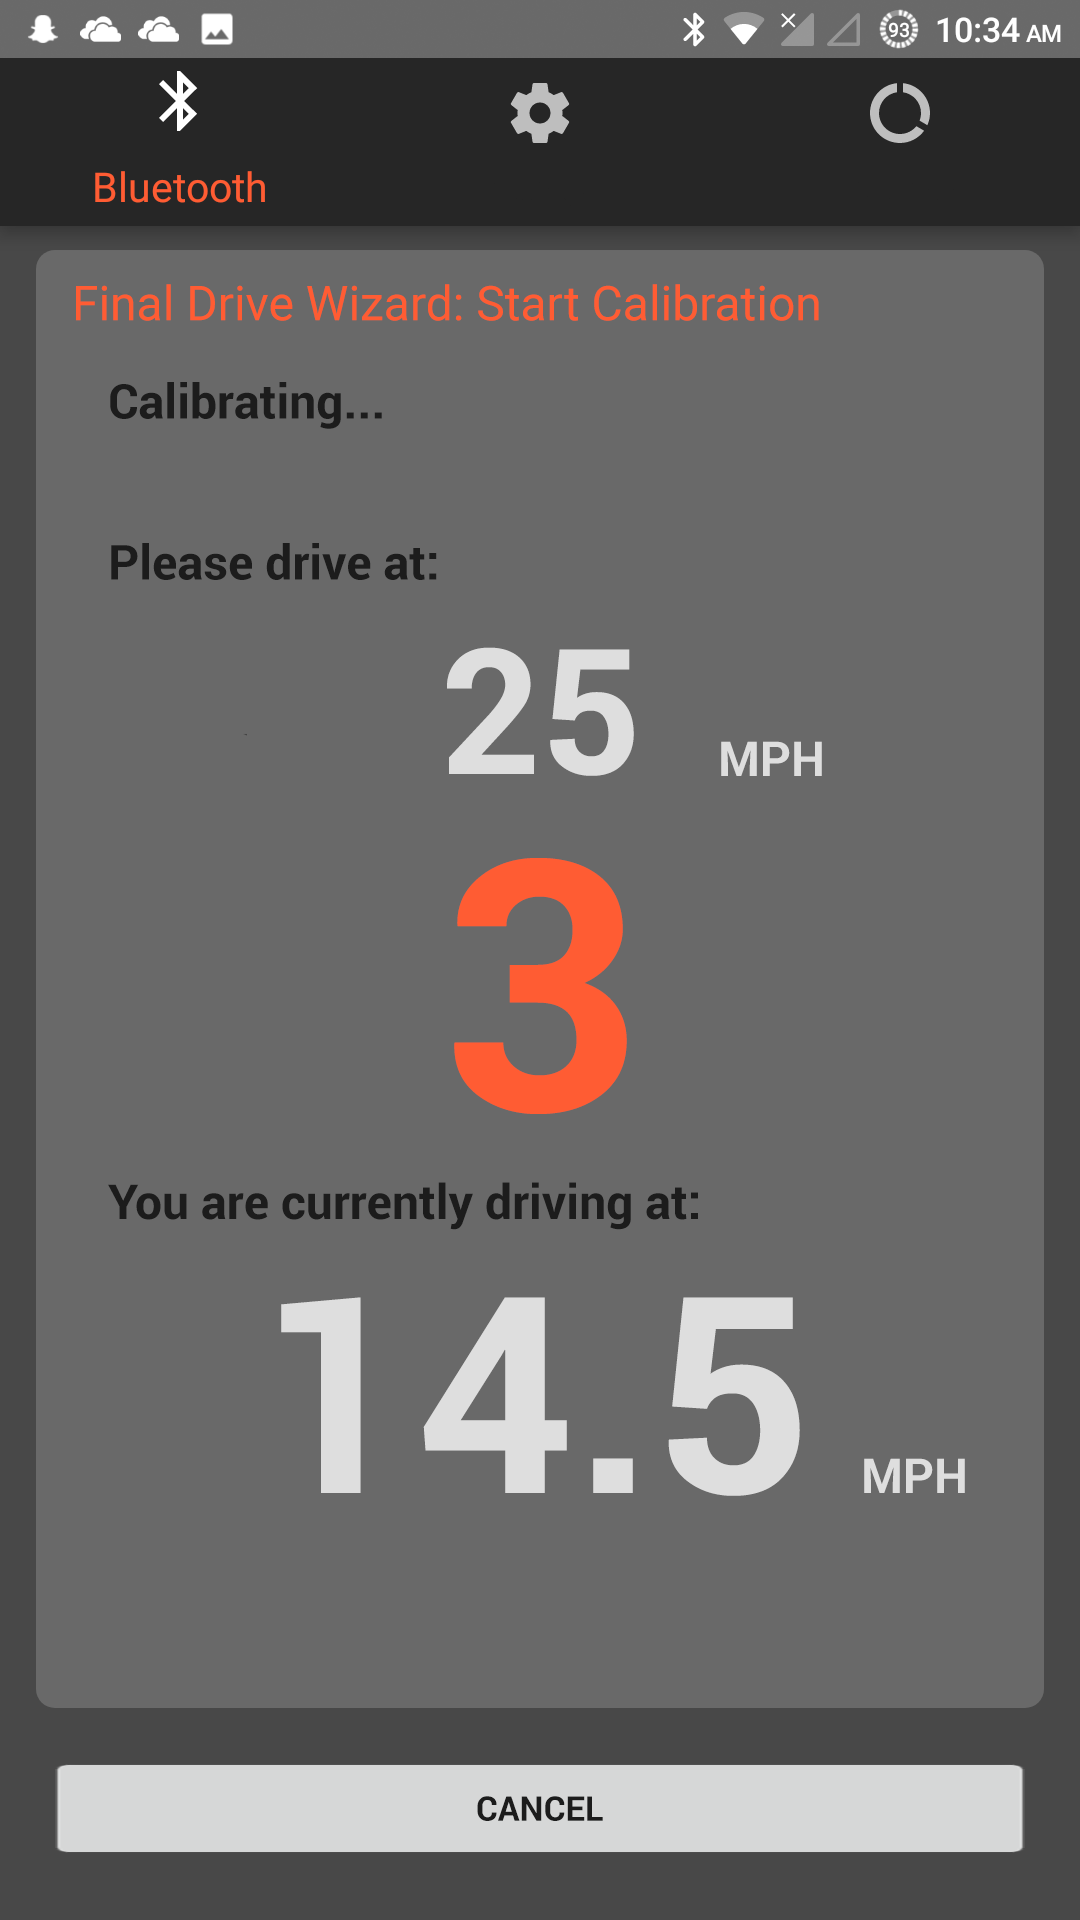 93 10:34 AM
Bluetooth
Final Drive Wizard: Start Calibration
Calibrating...
Please drive at:
25 MPH
3
You are currently driving at:
14.5 MPH
CANCEL